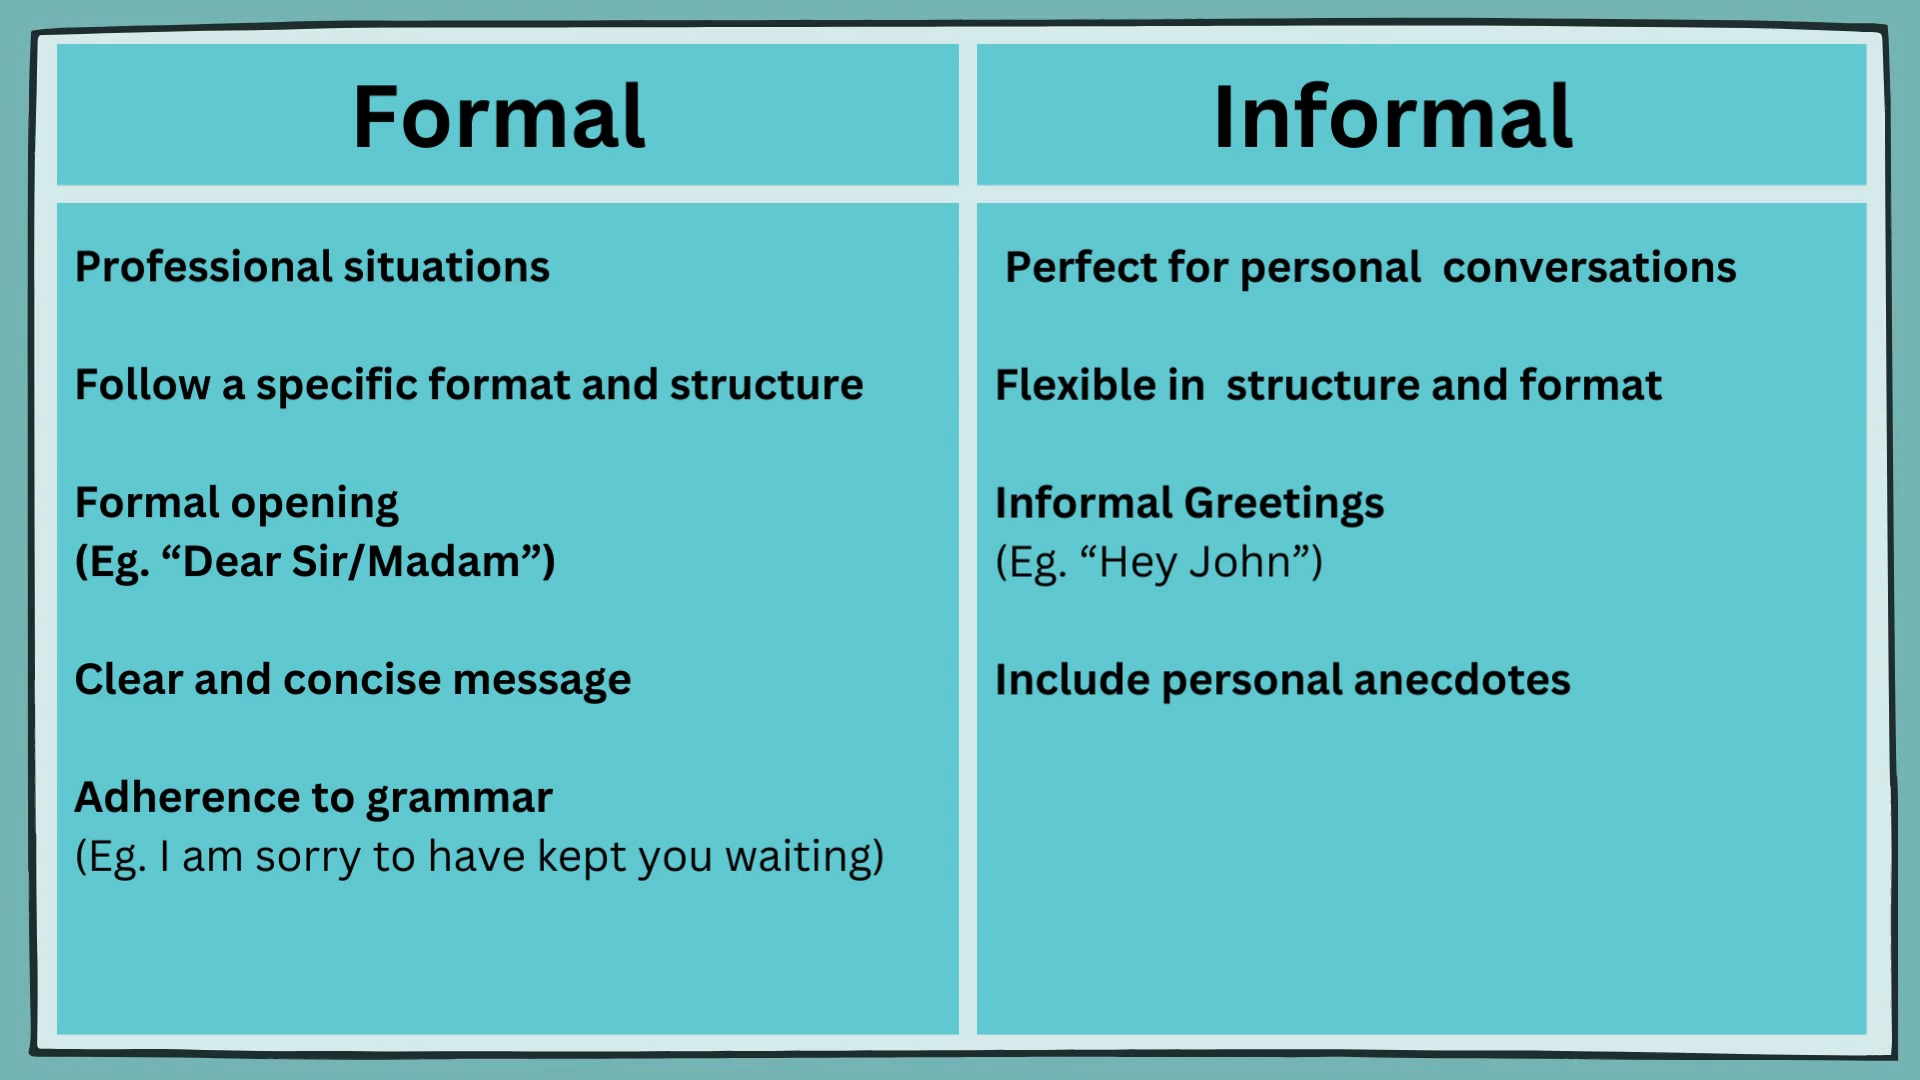 Formal
Informal
Professional situations
Follow a specific format and structure
Formal opening
(Eg. “Dear Sir/Madam”)
Clear and concise message
Adherence to grammar
(Eg. I am sorry to have kept you waiting)
Perfect for personal conversations
Flexible in structure and format
Informal Greetings
(Eg. “Hey John”)
Include personal anecdotes